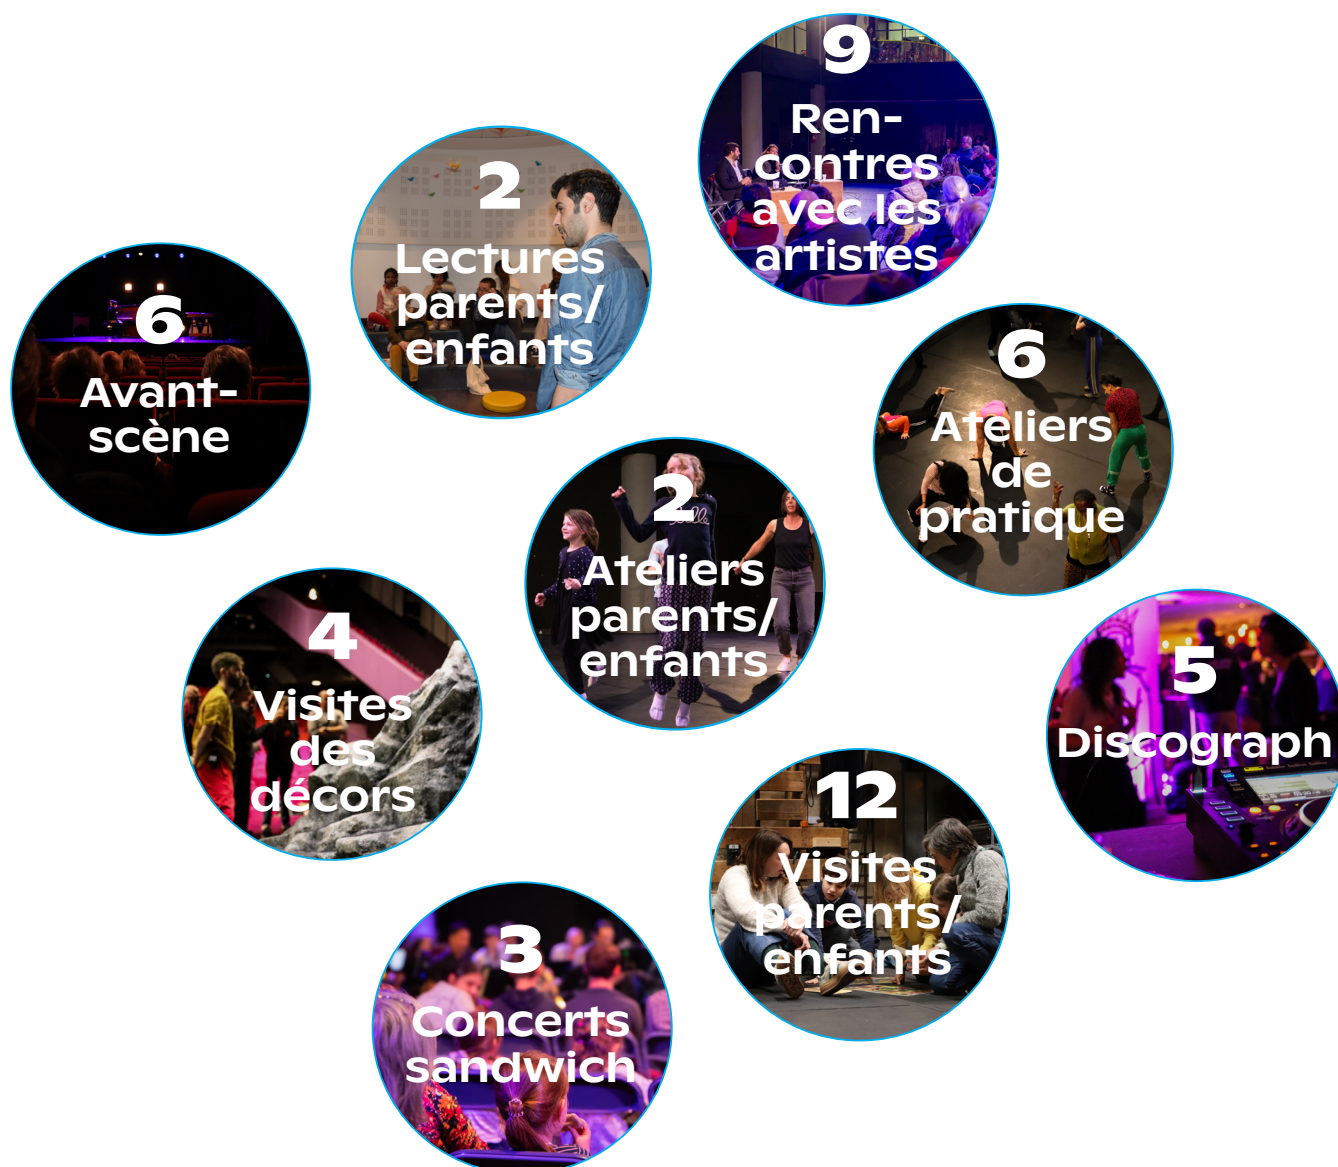 9
Ren-
contres
avec les
artistes
2
Lectures
parents/
enfants
6
Avant-
scène
6
Ateliers
de
pratique
2
Ateliers
parents/
enfants
4
Visites
des
décors
5
Discograph
12
Visites
parents/
enfants
3
Concerts
sandwich